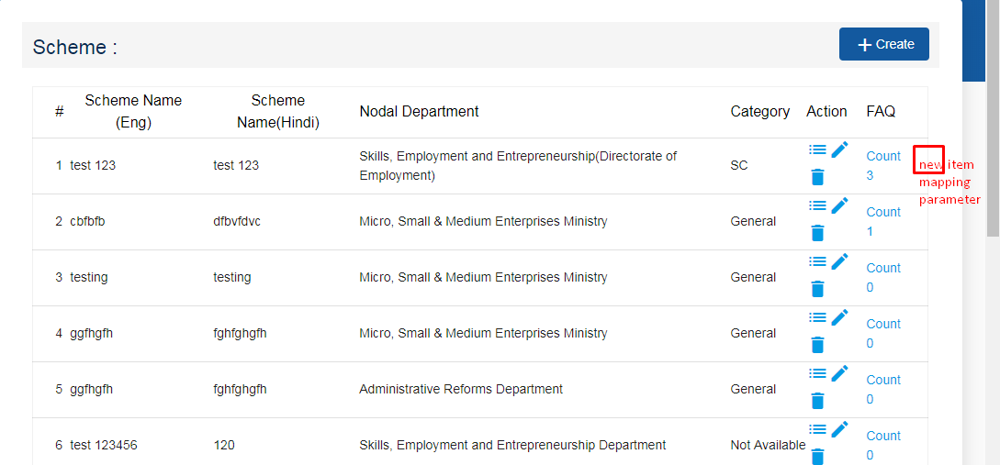 Scheme :
+ Create
# Scheme Name (Eng) Scheme Name(Hindi) Nodal Department Category Action FAQ
1 test 123 test 123 Skills, Employment and Entrepreneurship(Directorate of Employment) SC Count 3
new item
mapping
parameter
2 cbfbfb dfbvfdvc Micro, Small & Medium Enterprises Ministry General Count 1
3 testing testing Micro, Small & Medium Enterprises Ministry General Count 0
4 ggfhgfh fghfghgfh Micro, Small & Medium Enterprises Ministry General Count 0
5 ggfhgfh fghfghgfh Administrative Reforms Department General Count 0
6 test 123456 120 Skills, Employment and Entrepreneurship Department Not Available Count 0